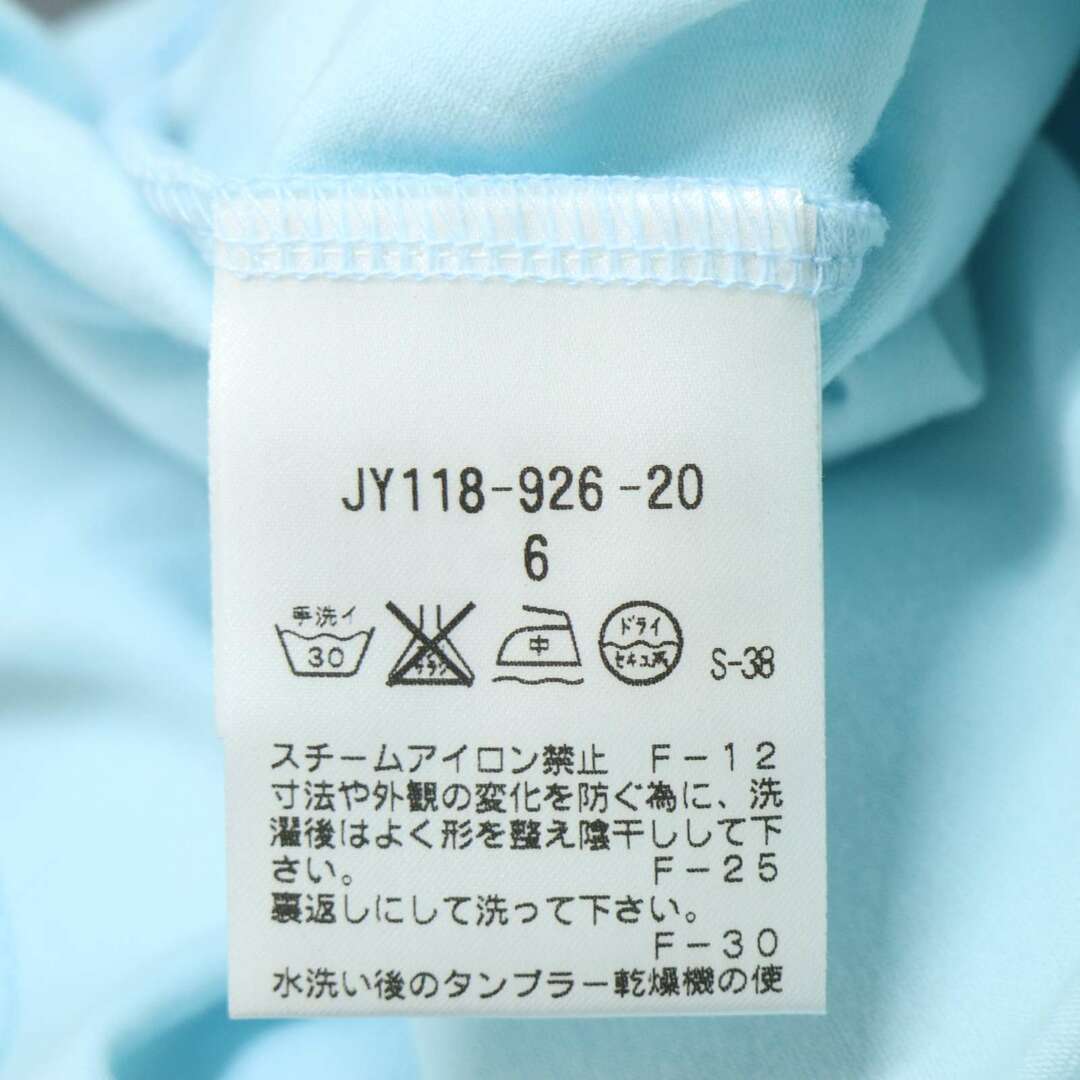 JY118-926-20
6
手洗イ
30
中
ドライ
セキユ系
S-38
スチームアイロン禁止 F-12
寸法や外観の変化を防ぐ為に、洗
濯後はよく形を整え陰干しして下
さい。 F-25
裏返しにして洗って下さい。
F-30
水洗い後のタンブラー乾燥機の使